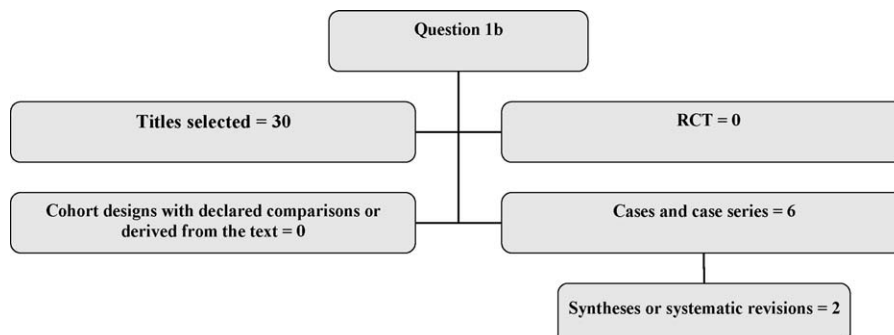 Question 1b
Titles selected = 30
RCT = 0
Cohort designs with declared comparisons or
derived from the text = 0
Cases and case series = 6
Syntheses or systematic revisions = 2